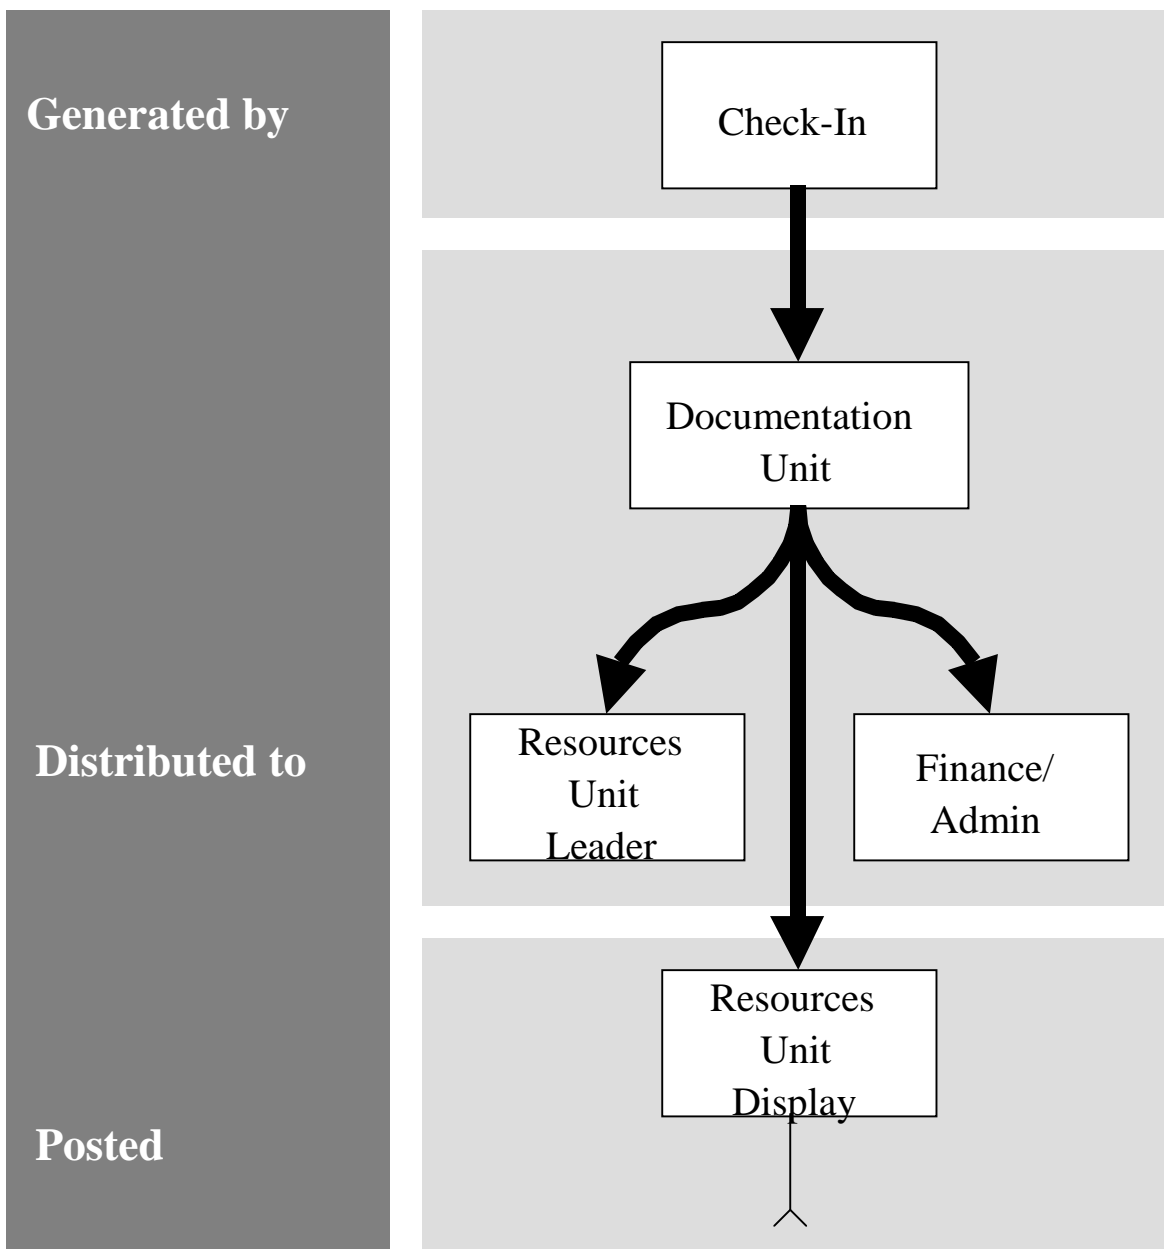 Generated by
Check-In
Documentation
Unit
Distributed to
Resources
Unit
Leader
Finance/
Admin
Resources
Unit
Display
Posted